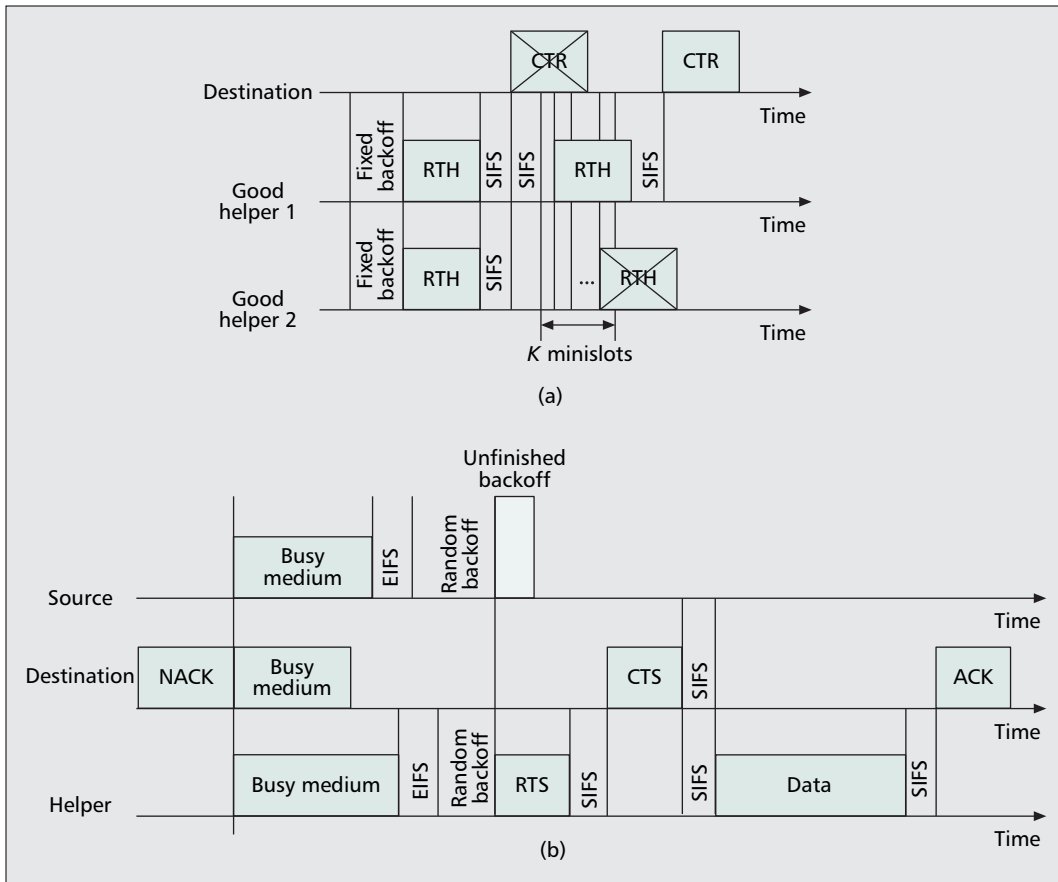 CTR
CTR
Destination
Time
Fixed
backoff
RTH
SIFS
SIFS
RTH
SIFS
Good
helper 1
Time
Fixed
backoff
RTH
SIFS
...
RTH
Good
helper 2
Time
K minislots
(a)
Unfinished
backoff
Busy
medium
EIFS
Random
backoff
Source
Time
Destination
NACK
Busy
medium
CTS
SIFS
ACK
Time
Busy medium
EIFS
Random
backoff
RTS
SIFS
SIFS
Data
SIFS
Helper
Time
(b)